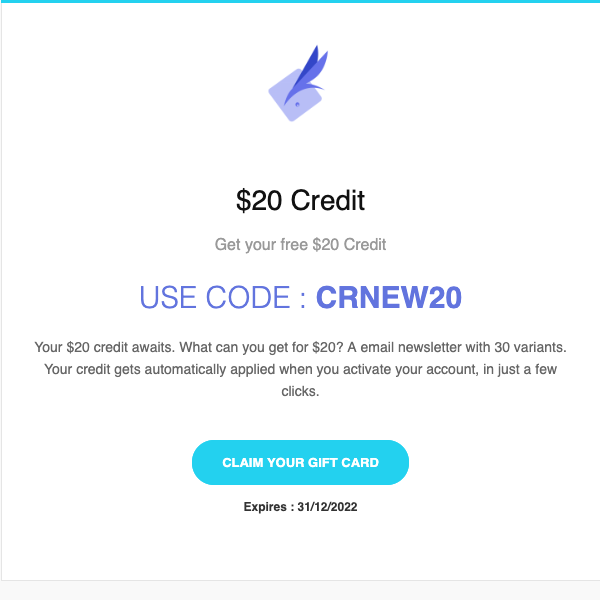 $20 Credit
Get your free $20 Credit
USE CODE : CRNEW20
Your $20 credit awaits. What can you get for $20? A email newsletter with 30 variants.
Your credit gets automatically applied when you activate your account, in just a few
clicks.
CLAIM YOUR GIFT CARD
Expires : 31/12/2022